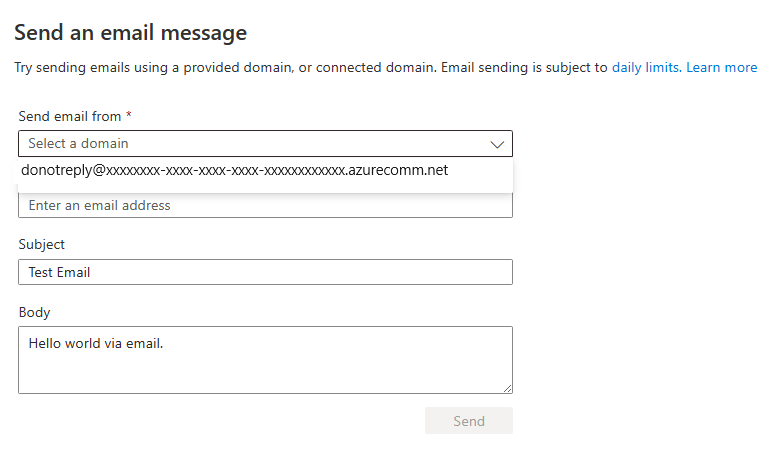 Send an email message
Try sending emails using a provided domain, or connected domain. Email sending is subject to daily limits. Learn more
Send email from *
Select a domain
donotreply@xxxxxxxx-xxxx-xxxx-xxxx-xxxxxxxxxxxx.azurecomm.net
Enter an email address
Subject
Test Email
Body
Hello world via email.
Send